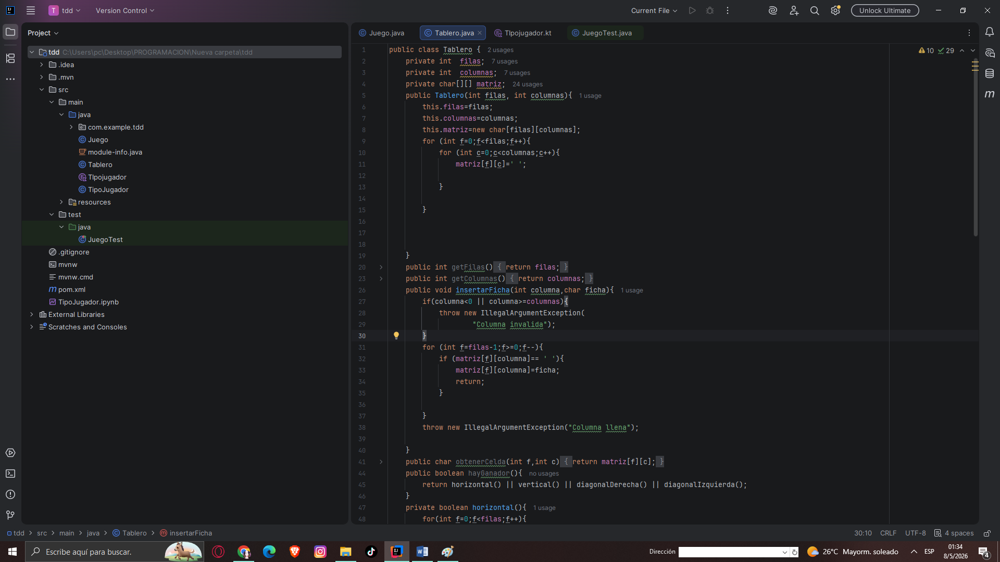 T tdd Version Control Current File Unlock Ultimate
Project
tdd C:\Users\pc\Desktop\PROGRAMACION\Nueva carpeta\tdd
.idea
.mvn
src
main
java
com.example.tdd
Juego
module-info.java
Tablero
TIpojugador
TipoJugador
resources
test
java
JuegoTest
.gitignore
mvnw
mvnw.cmd
pom.xml
TipoJugador.ipynb
External Libraries
Scratches and Consoles
Juego.java Tablero.java TIpojugador.kt JuegoTest.java
10 29
1 public class Tablero { 2 usages
2 private int  filas; 7 usages
3 private int  columnas; 7 usages
4 private char[][] matriz; 24 usages
5 public Tablero(int filas, int columnas){ 1 usage
6 this.filas=filas;
7 this.columnas=columnas;
8 this.matriz=new char[filas][columnas];
9 for (int f=0;f<filas;f++){
10 for (int c=0;c<columnas;c++){
11 matriz[f][c]=' ';
12
13 }
14
15 }
16
17
18
19 }
20 public int getFilas() { return filas; }
23 public int getColumnas() { return columnas; }
26 public void insertarFicha(int columna,char ficha){ 1 usage
27 if(columna<0 || columna>=columnas){
28 throw new IllegalArgumentException(
29 "Columna invalida");
30 }
31 for (int f=filas-1;f>=0;f--){
32 if (matriz[f][columna]== ' '){
33 matriz[f][columna]=ficha;
34 return;
35 }
36
37 }
38 throw new IllegalArgumentException("Columna llena");
39
40 }
41 public char obtenerCelda(int f,int c) { return matriz[f][c]; }
44 public boolean hayGanador(){ no usages
45 return horizontal() || vertical() || diagonalDerecha() || diagonalIzquierda();
46 }
47 private boolean horizontal(){ 1 usage
48 for(int f=0;f<filas;f++){
tdd > src > main > java > Tablero > insertarFicha 30:10 CRLF UTF-8 4 spaces
Escribe aquí para buscar. Dirección 26°C Mayorm. soleado ESP 01:34
8/5/2026 4